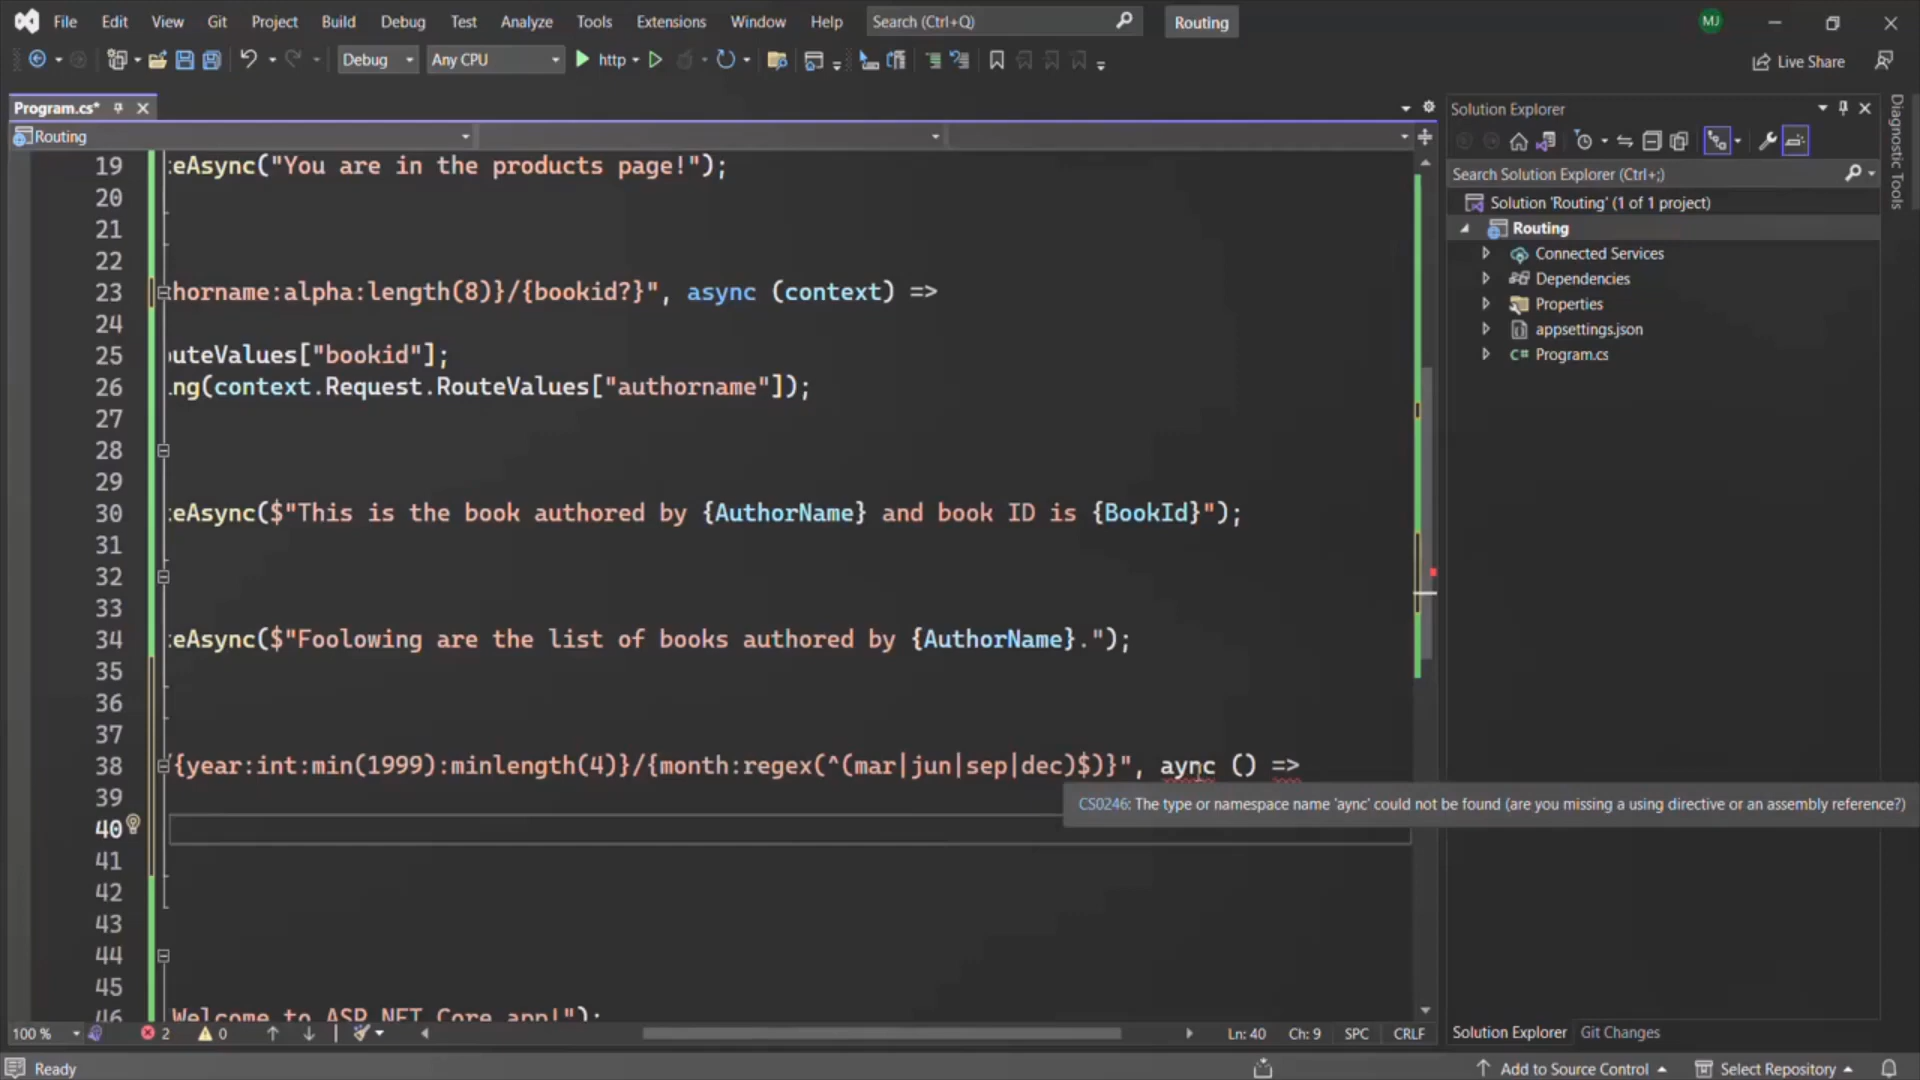 File Edit View Git Project Build Debug Test Analyze Tools Extensions Window Help Search (Ctrl+Q) Routing MJ
Debug Any CPU http Live Share
Program.cs*
Routing
19 eAsync("You are in the products page!");
20
21
22
23 horname:alpha:length(8)}/{bookid?}", async (context) =>
24
25 outeValues["bookid"];
26 ng(context.Request.RouteValues["authorname"]);
27
28
29
30 eAsync($"This is the book authored by {AuthorName} and book ID is {BookId}");
31
32
33
34 eAsync($"Foolowing are the list of books authored by {AuthorName}.");
35
36
37
38 /{year:int:min(1999):minlength(4)}/{month:regex(^(mar|jun|sep|dec)$)}", aync () =>
39
CS0246: The type or namespace name 'aync' could not be found (are you missing a using directive or an assembly reference?)
40
41
42
43
44
45
46 Welcome to ASP.NET Core app!");
100 % 2 0 Ln: 40 Ch: 9 SPC CRLF
Solution Explorer
Search Solution Explorer (Ctrl+;)
Solution 'Routing' (1 of 1 project)
Routing
Connected Services
Dependencies
Properties
appsettings.json
C# Program.cs
Solution Explorer Git Changes
Diagnostic Tools
Ready Add to Source Control Select Repository